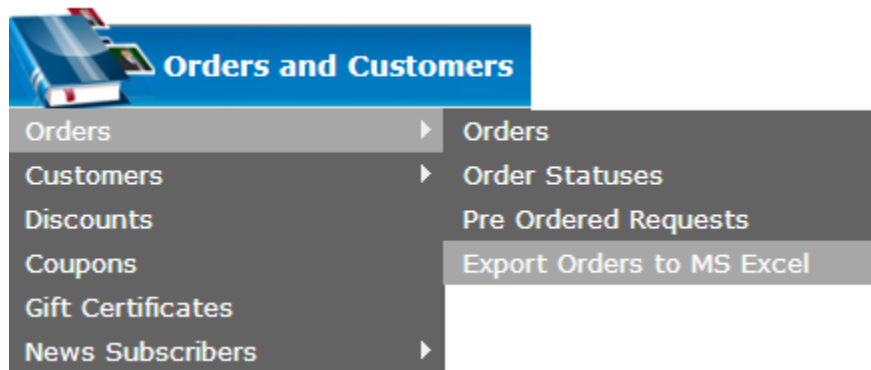 Orders and Customers
Orders
Customers
Discounts
Coupons
Gift Certificates
News Subscribers
Orders
Order Statuses
Pre Ordered Requests
Export Orders to MS Excel